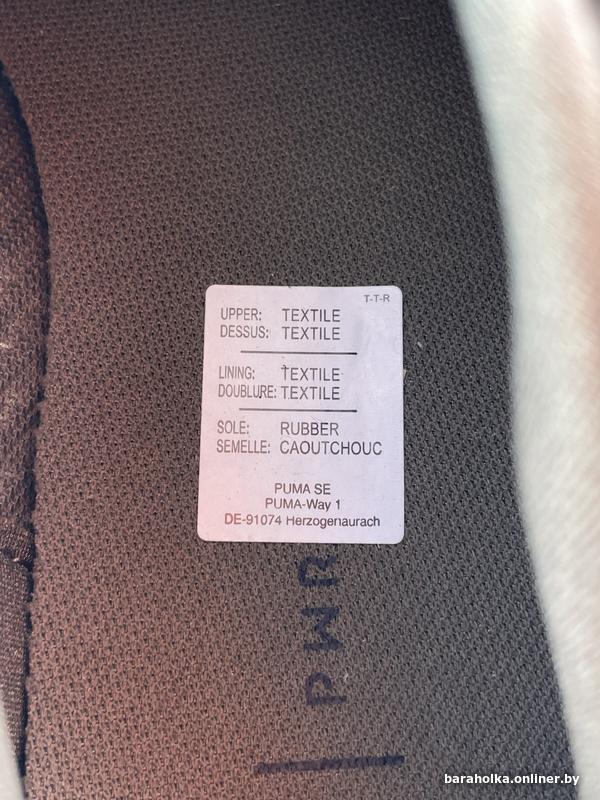 T-T-R
UPPER: TEXTILE
DESSUS: TEXTILE
LINING: TEXTILE
DOUBLURE: TEXTILE
SOLE: RUBBER
SEMELLE: CAOUTCHOUC
PUMA SE
PUMA-Way 1
DE-91074 Herzogenaurach
PWR
baraholka.onliner.by